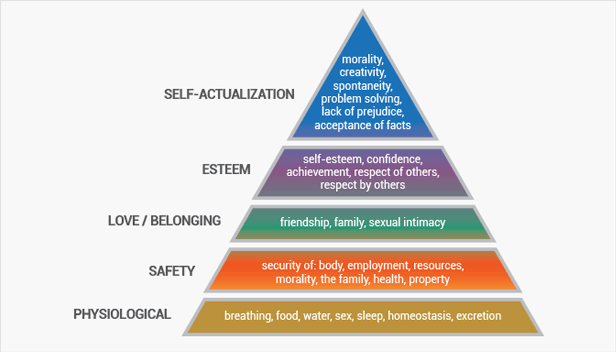 SELF-ACTUALIZATION
morality,
creativity,
spontaneity,
problem solving,
lack of prejudice,
acceptance of facts
ESTEEM
self-esteem, confidence,
achievement, respect of others,
respect by others
LOVE / BELONGING
friendship, family, sexual intimacy
SAFETY
security of: body, employment, resources,
morality, the family, health, property
PHYSIOLOGICAL
breathing, food, water, sex, sleep, homeostasis, excretion